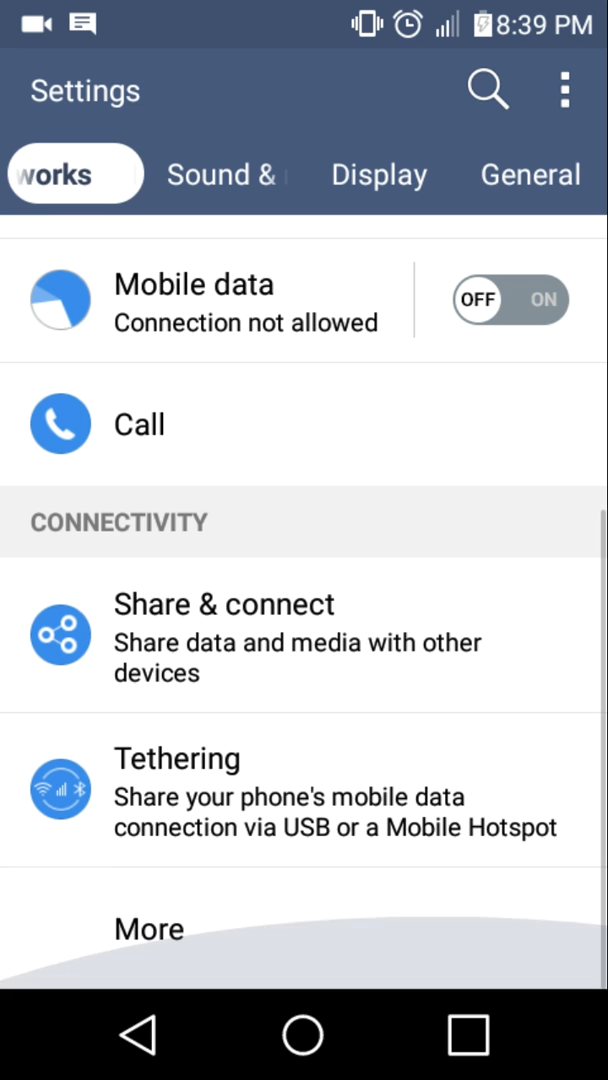 8:39 PM
Settings
works Sound & Display General
Mobile data
Connection not allowed
OFF ON
Call
CONNECTIVITY
Share & connect
Share data and media with other
devices
Tethering
Share your phone's mobile data
connection via USB or a Mobile Hotspot
More